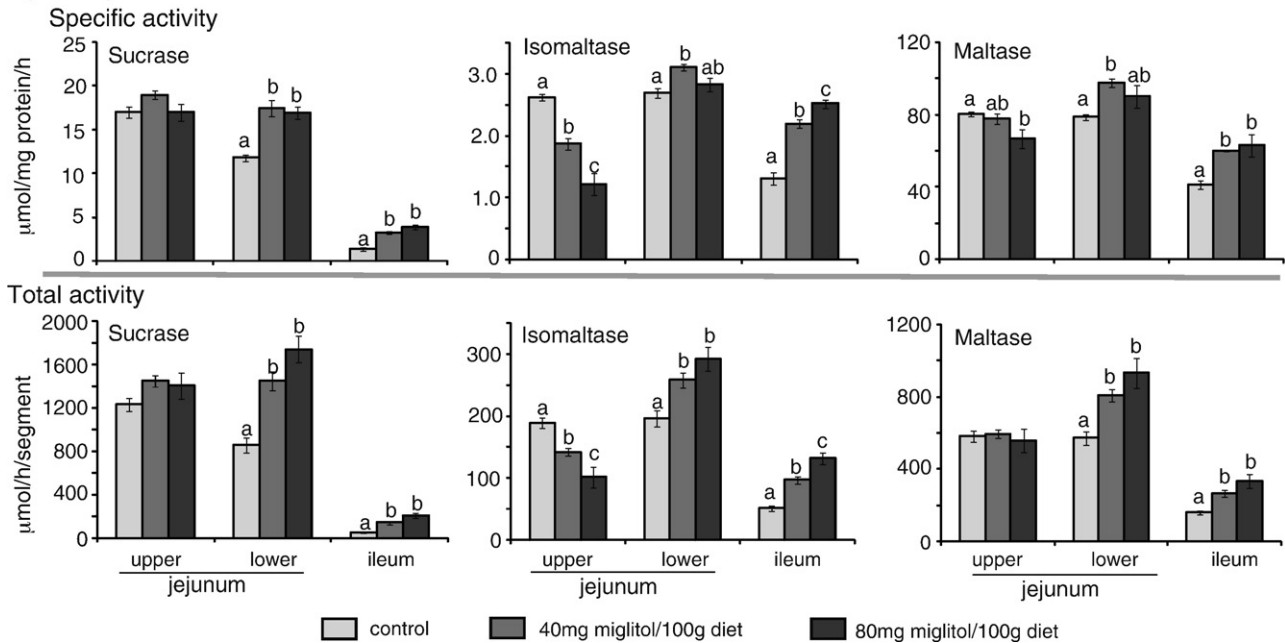 Specific activity
Sucrase
Isomaltase
Maltase
μmol/mg protein/h
25
20
15
10
5
0
b b
a
a b b
3.0
2.0
1.0
0
a b c
a b ab
a b c
120
80
40
0
a ab b
a b ab
a b b
Total activity
Sucrase
Isomaltase
Maltase
μmol/h/segment
2000
1600
1200
800
400
0
a b b
a b b
300
200
100
0
a b c
a b b
a b c
1200
800
400
0
a b b
a b b
upper lower ileum
jejunum
upper lower ileum
jejunum
upper lower ileum
jejunum
control 40mg miglitol/100g diet 80mg miglitol/100g diet